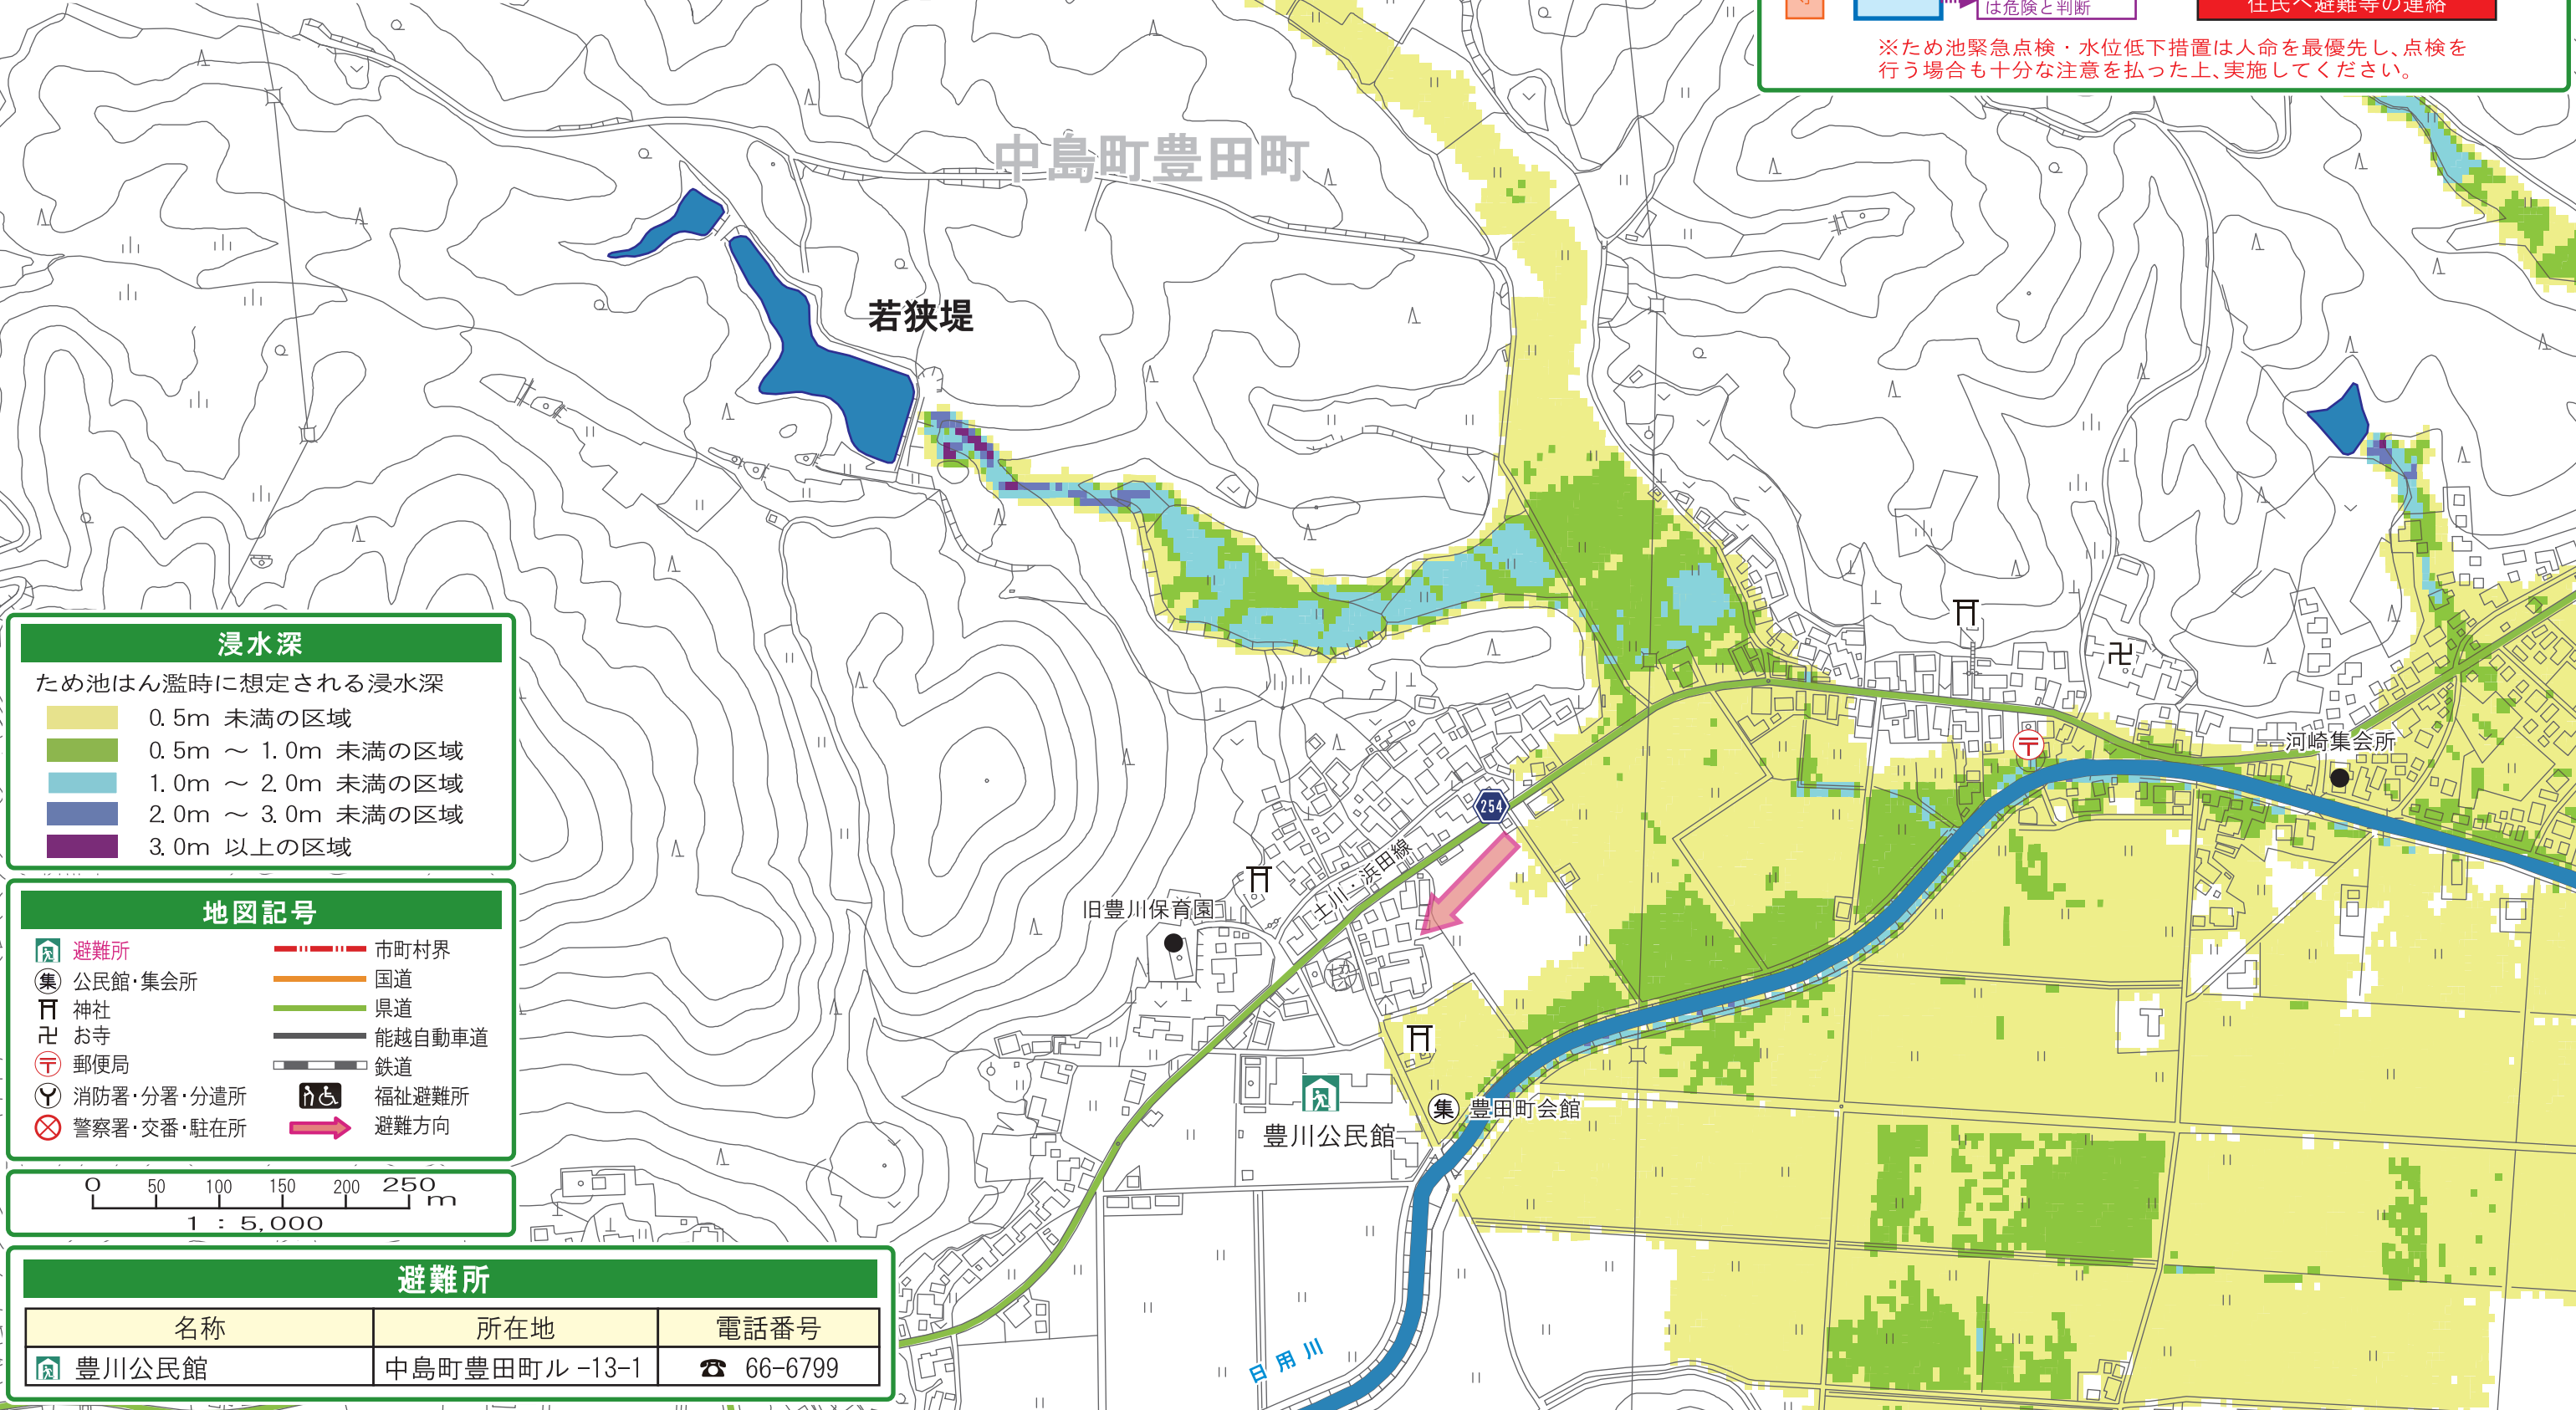 は危険と判断
住民へ避難等の連絡
※ため池緊急点検・水位低下措置は人命を最優先し、点検を
行う場合も十分な注意を払った上、実施してください。
中島町豊田町
若狭堤
浸水深
ため池はん濫時に想定される浸水深
0.5m 未満の区域
0.5m ～ 1.0m 未満の区域
1.0m ～ 2.0m 未満の区域
2.0m ～ 3.0m 未満の区域
3.0m 以上の区域
河崎集会所
254
土川・浜田線
旧豊川保育園
地図記号
避難所
集 公民館・集会所
神社
お寺
郵便局
消防署・分署・分遣所
警察署・交番・駐在所
市町村界
国道
県道
能越自動車道
鉄道
福祉避難所
避難方向
集 豊田町会館
豊川公民館
0 50 100 150 200 250 m
1 : 5,000
避難所
名称 所在地 電話番号
豊川公民館 中島町豊田町ル-13-1 ☎ 66-6799
日用川